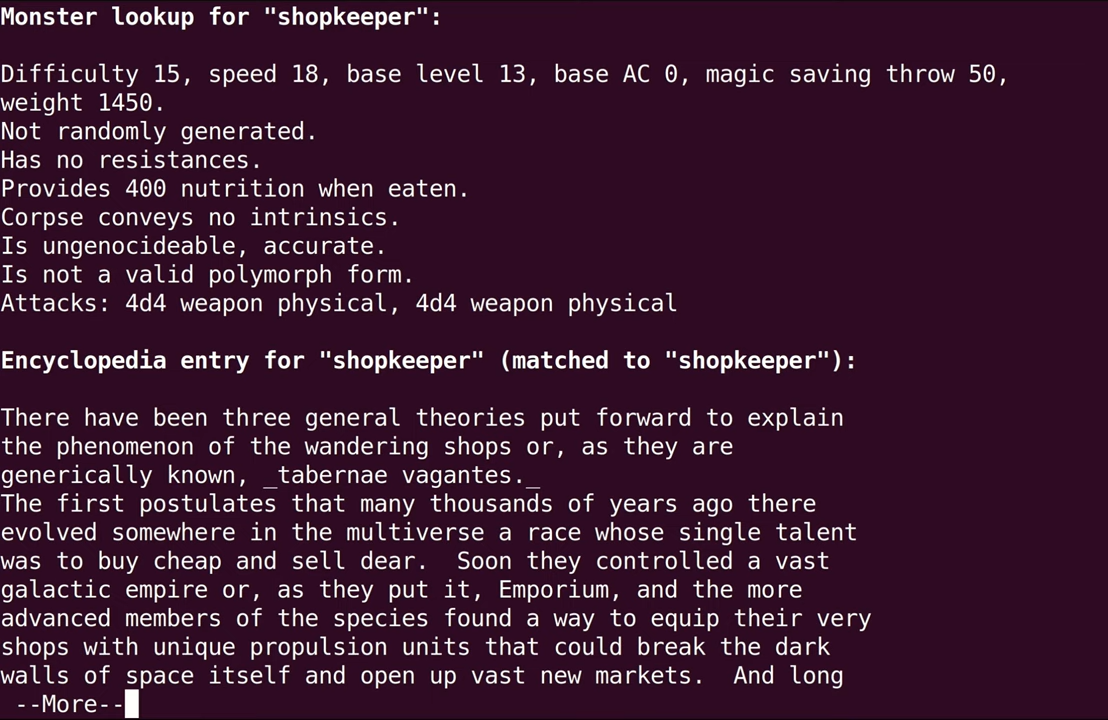 Monster lookup for "shopkeeper":
Difficulty 15, speed 18, base level 13, base AC 0, magic saving throw 50,
weight 1450.
Not randomly generated.
Has no resistances.
Provides 400 nutrition when eaten.
Corpse conveys no intrinsics.
Is ungenocideable, accurate.
Is not a valid polymorph form.
Attacks: 4d4 weapon physical, 4d4 weapon physical
Encyclopedia entry for "shopkeeper" (matched to "shopkeeper"):
There have been three general theories put forward to explain
the phenomenon of the wandering shops or, as they are
generically known, _tabernae vagantes._
The first postulates that many thousands of years ago there
evolved somewhere in the multiverse a race whose single talent
was to buy cheap and sell dear.  Soon they controlled a vast
galactic empire or, as they put it, Emporium, and the more
advanced members of the species found a way to equip their very
shops with unique propulsion units that could break the dark
walls of space itself and open up vast new markets.  And long
--More--